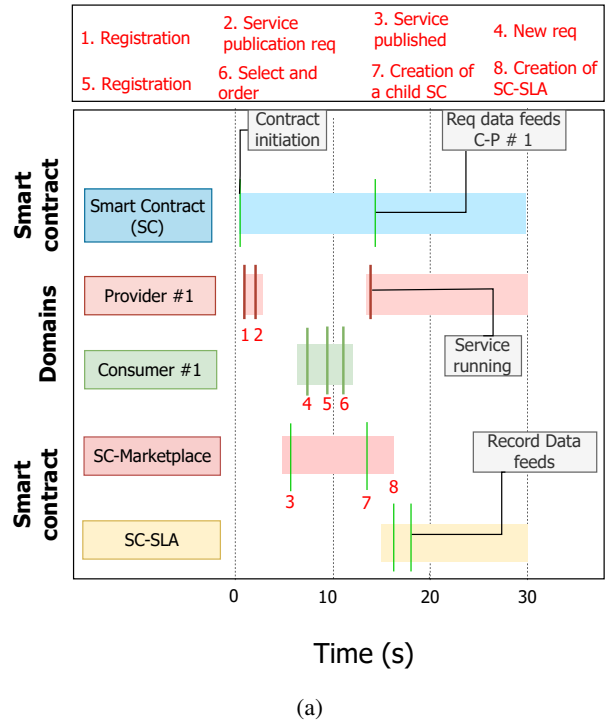 1. Registration
2. Service
publication req
3. Service
published
4. New req
5. Registration
6. Select and
order
7. Creation of
a child SC
8. Creation of
SC-SLA
Contract
initiation
Req data feeds
C-P # 1
Smart
contract
Smart Contract
(SC)
Domains
Provider #1
1 2
Service
running
Consumer #1
4 5 6
Smart
contract
SC-Marketplace
3
7
8
Record Data
feeds
SC-SLA
0 10 20 30
Time (s)
(a)